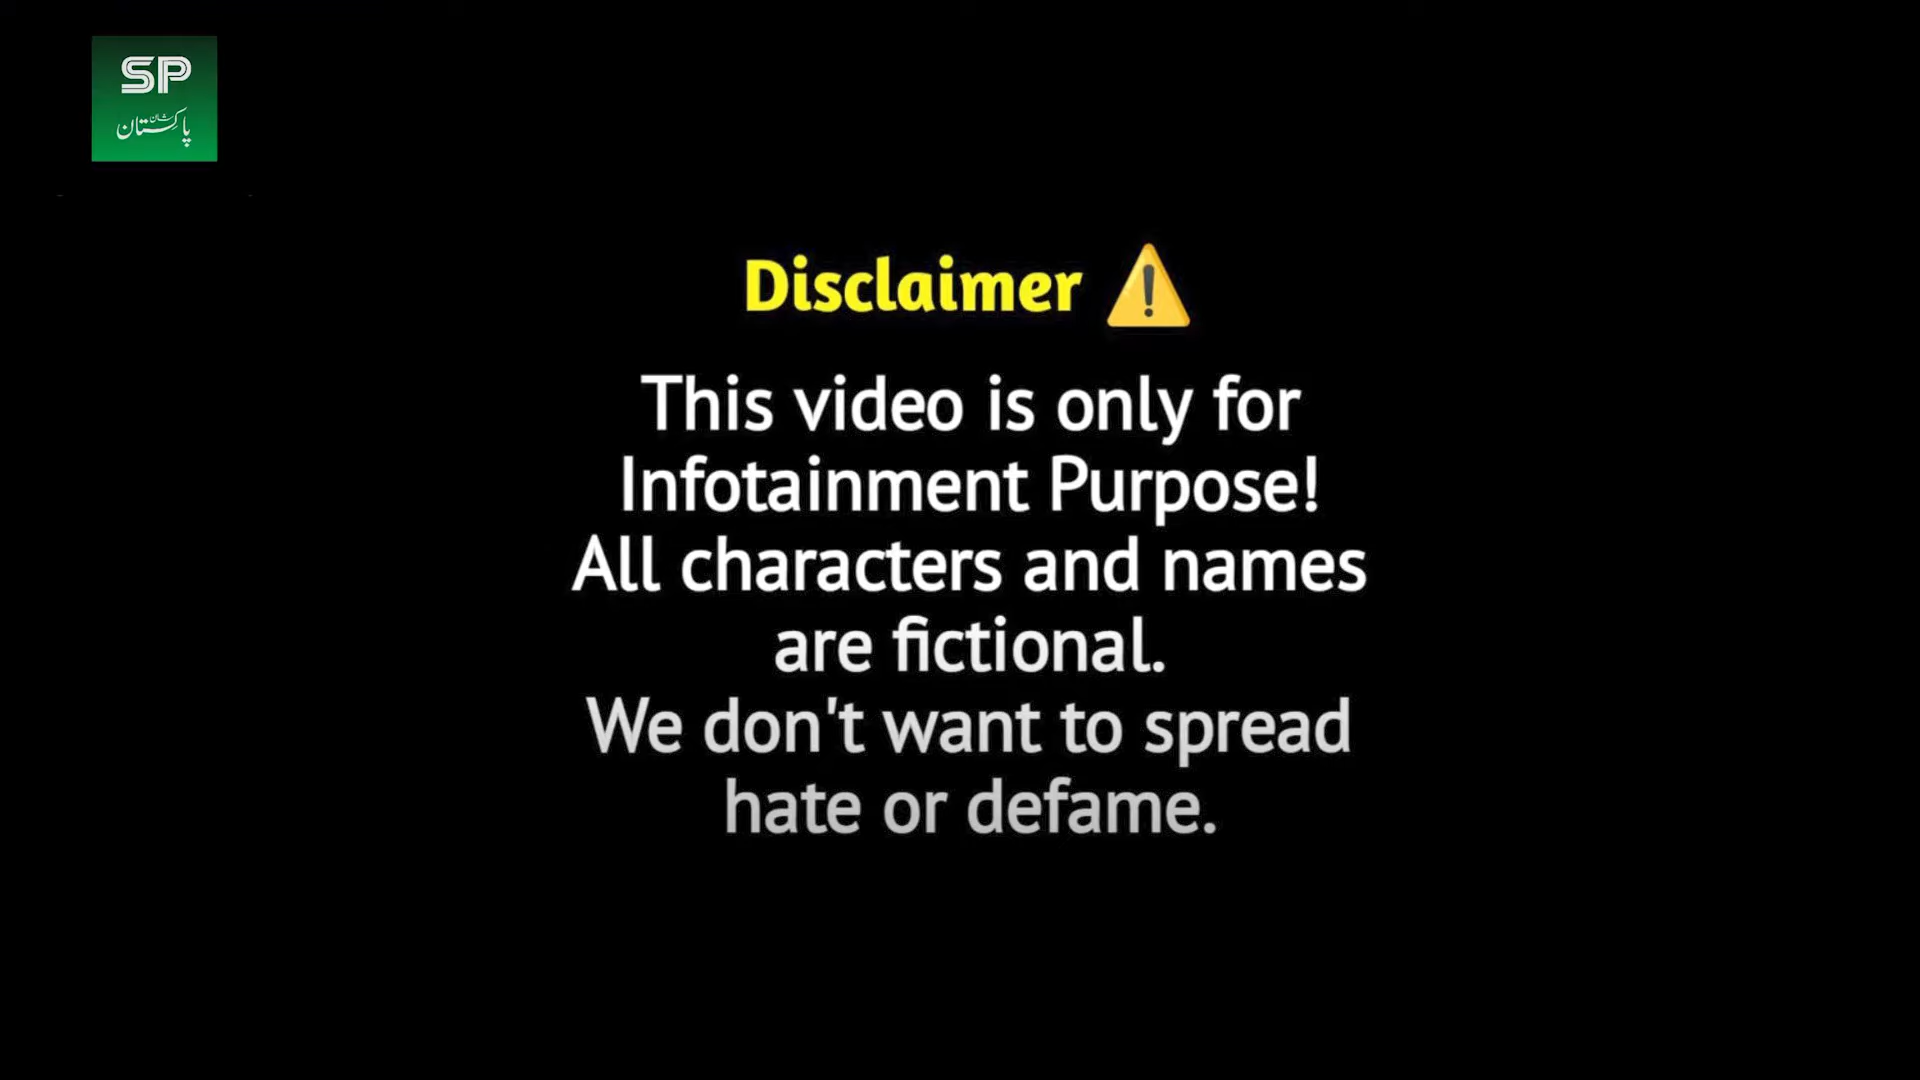 SP
شان
پاکستان
Disclaimer ⚠️
This video is only for
Infotainment Purpose!
All characters and names
are fictional.
We don't want to spread
hate or defame.